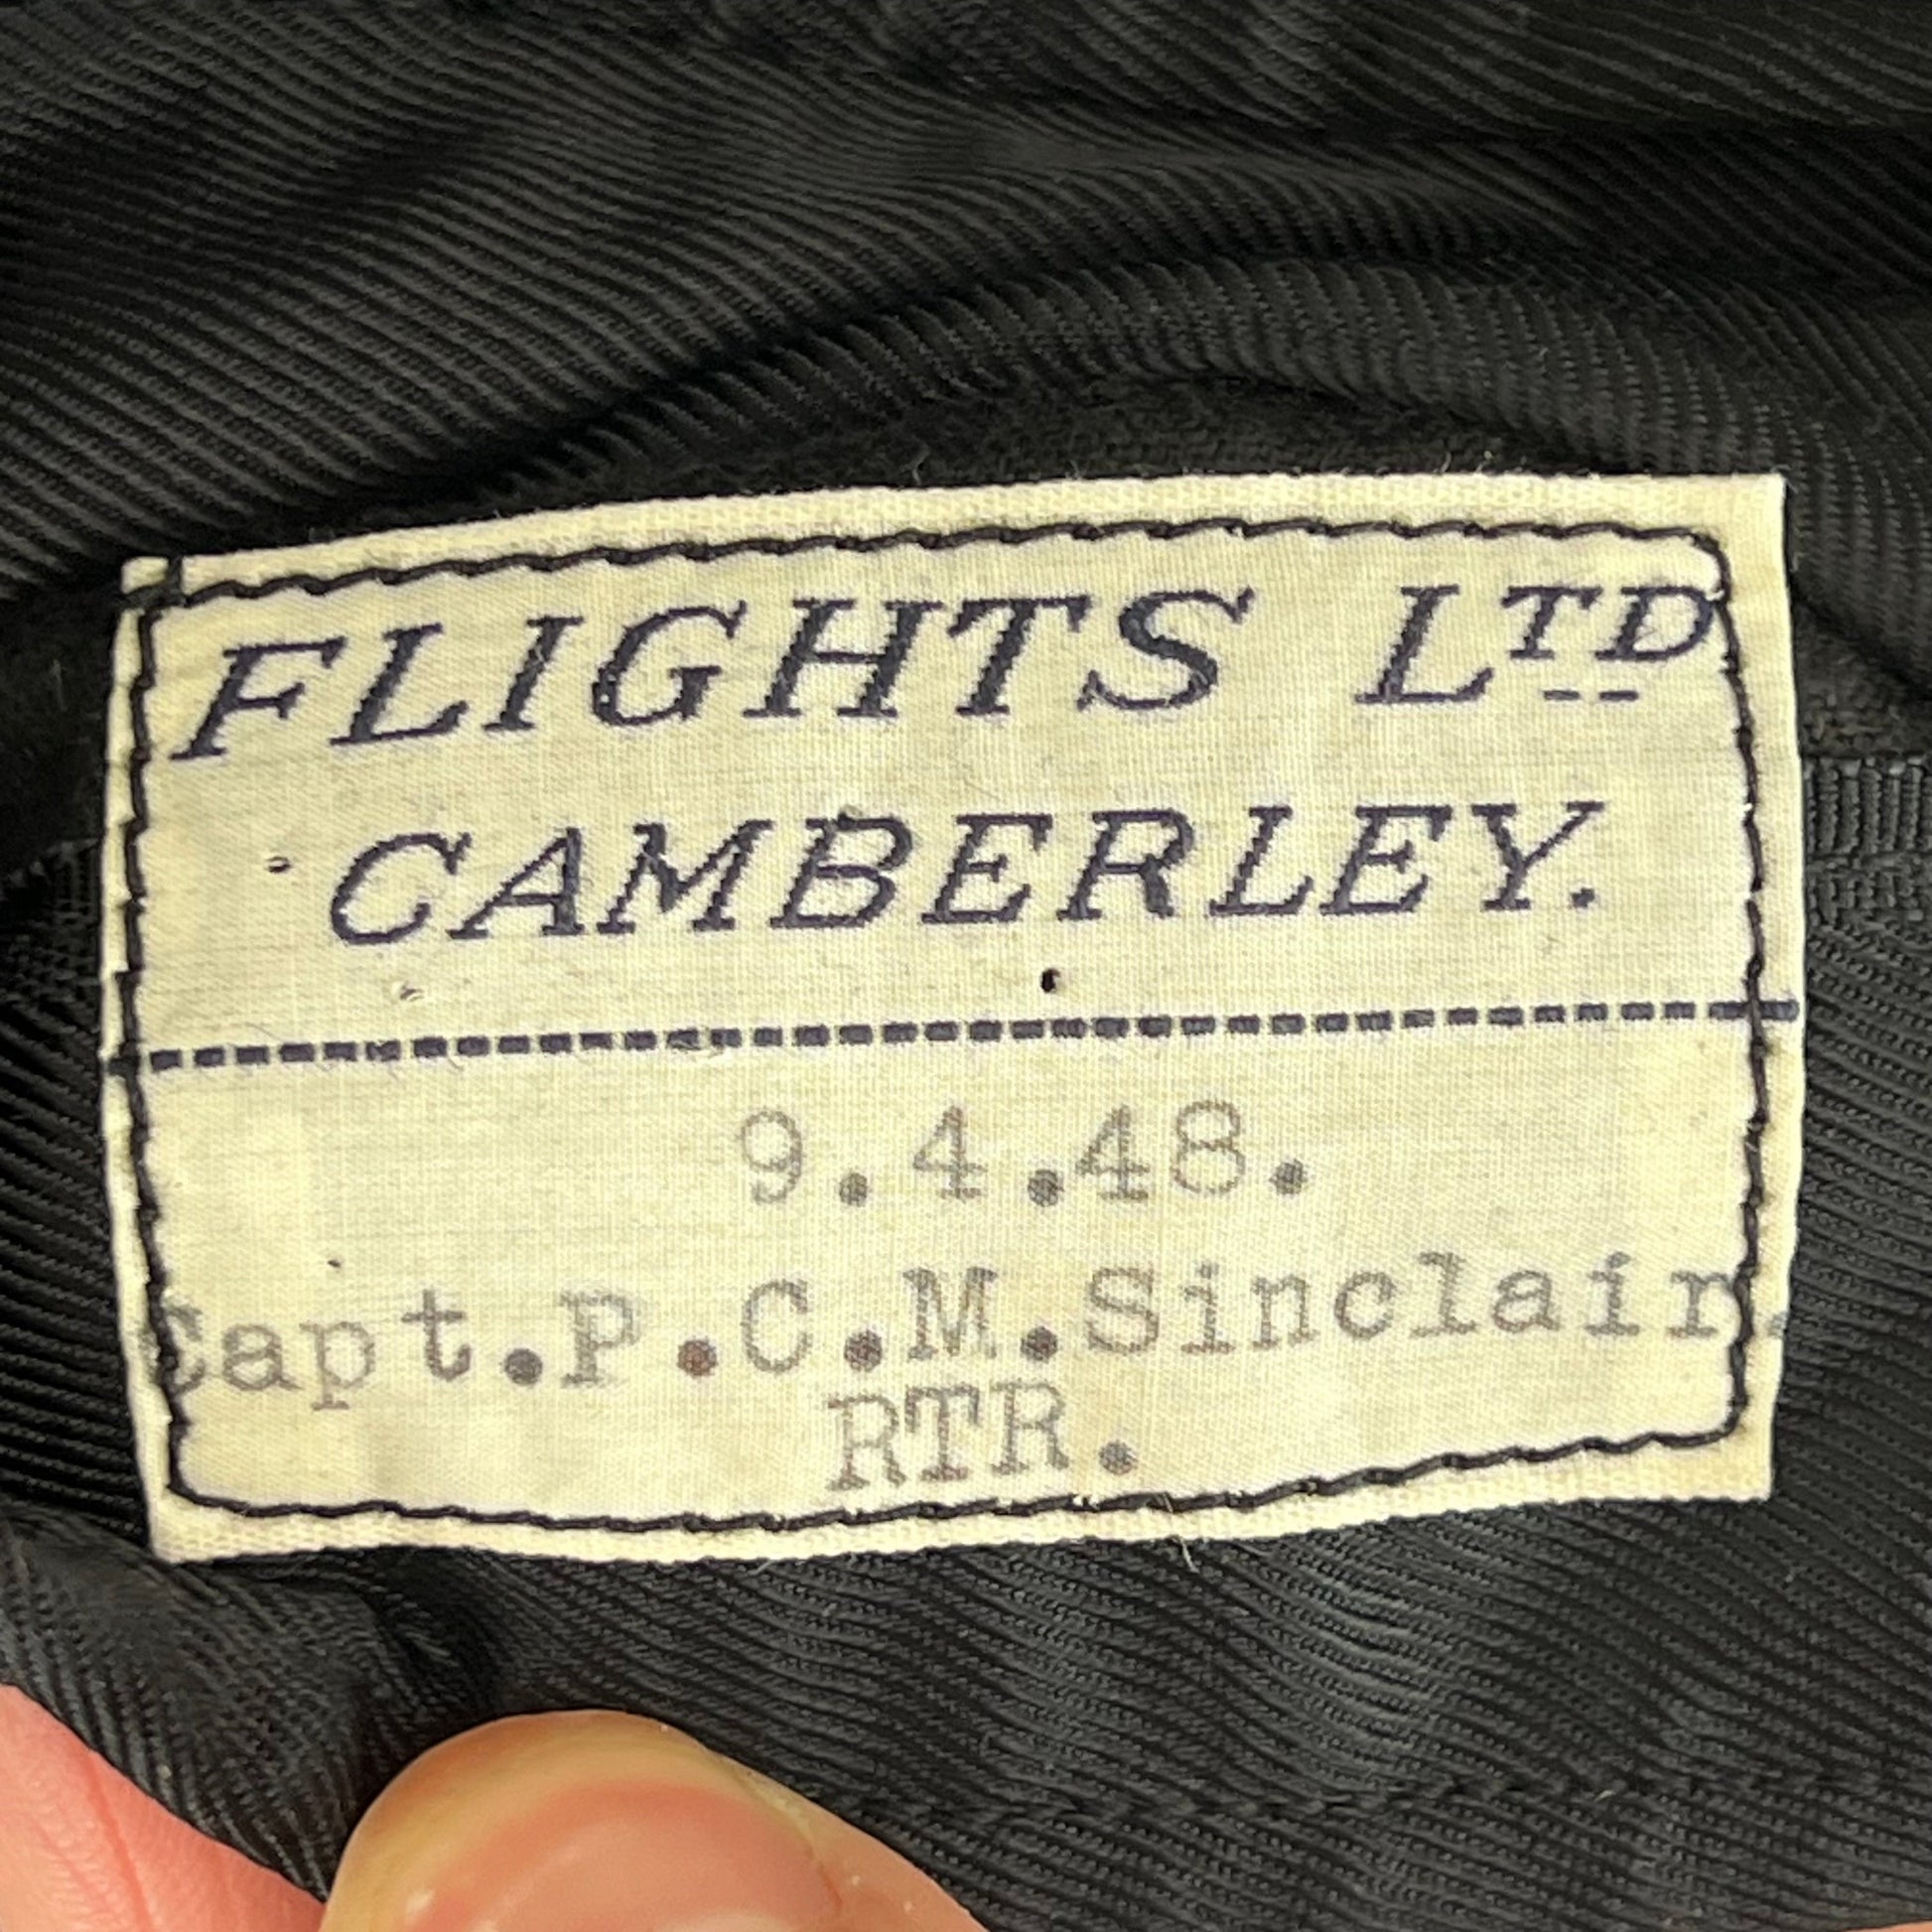 FLIGHTS LTD
CAMBERLEY.
9.4.48.
Capt.P.C.M.Sinclair.
RTR.